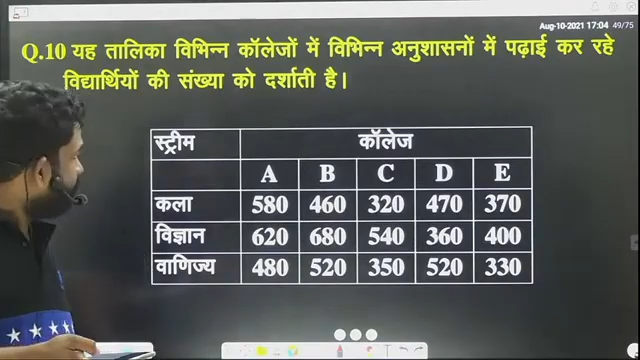 Aug-10-2021 17:04 49/75
Q.10 यह तालिका विभिन्न कॉलेजों में विभिन्न अनुशासनों में पढ़ाई कर रहे
विद्यार्थियों की संख्या को दर्शाती है।
स्ट्रीम कॉलेज
A B C D E
कला 580 460 320 470 370
विज्ञान 620 680 540 360 400
वाणिज्य 480 520 350 520 330